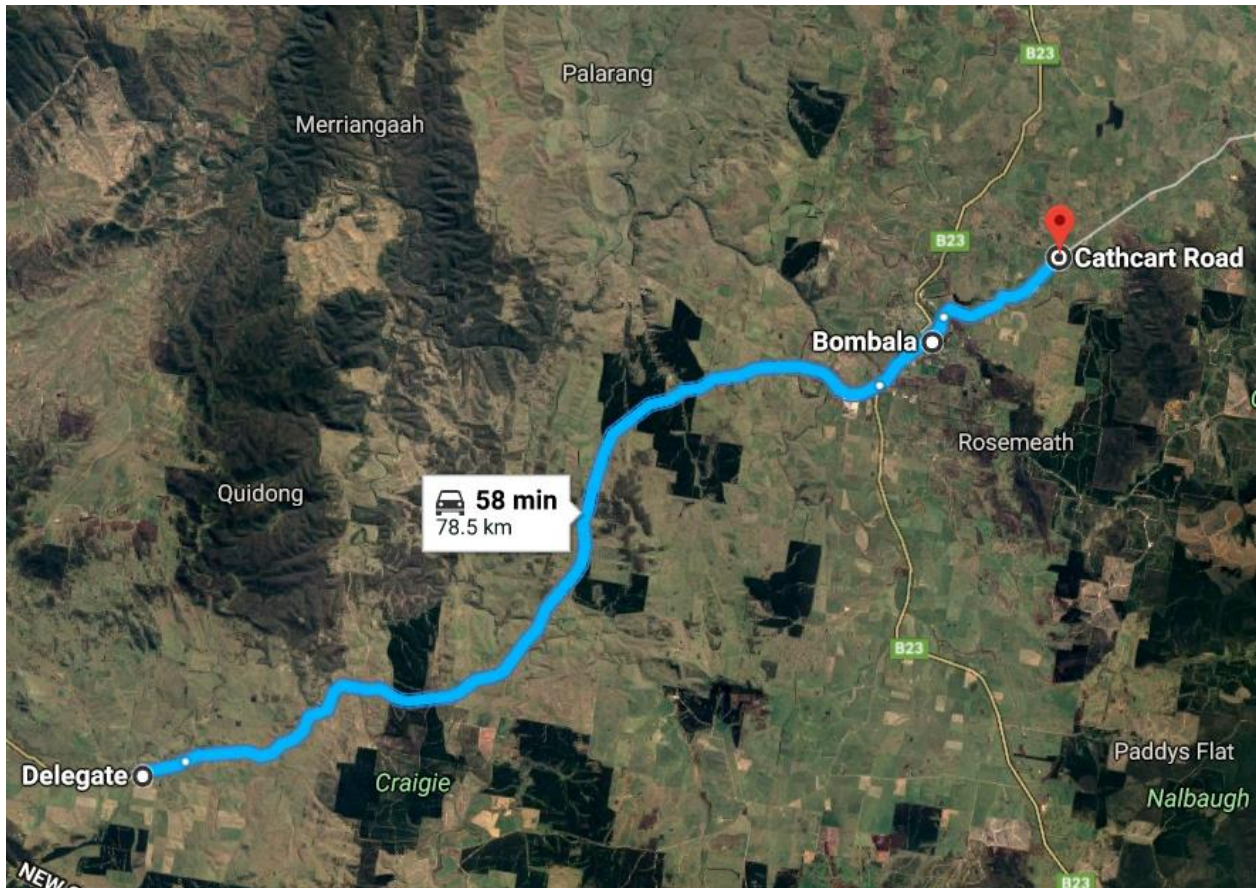 B23
Palarang
Merriangaah
B23
Cathcart Road
Bombala
Rosemeath
Quidong
58 min
78.5 km
B23
Paddys Flat
Delegate
Craigie
Nalbaugh
NEW
B23